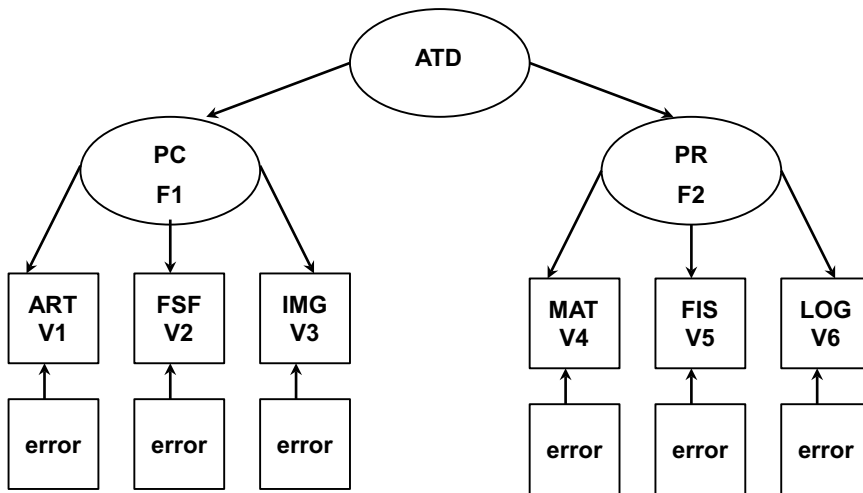 ATD
PC
F1
PR
F2
ART
V1
FSF
V2
IMG
V3
MAT
V4
FIS
V5
LOG
V6
error
error
error
error
error
error